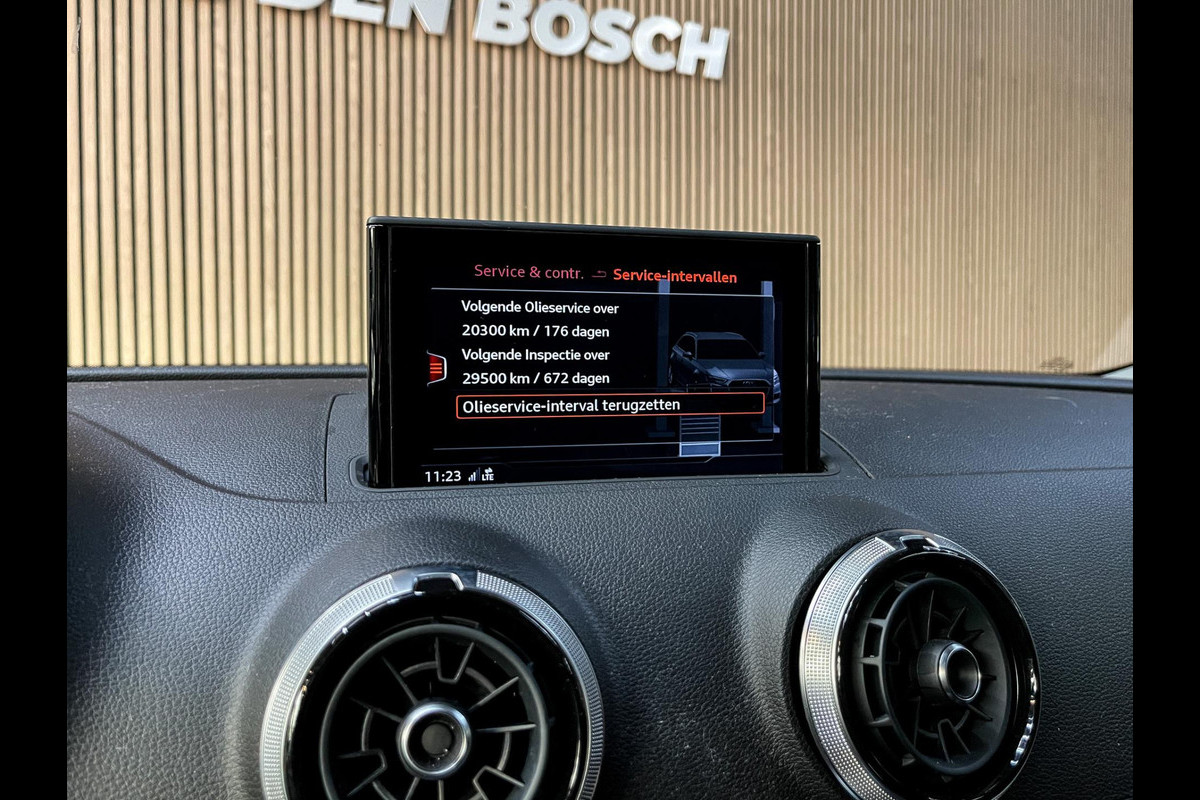 DEN BOSCH
Service & contr. Service-intervallen
Volgende Olieservice over
20300 km / 176 dagen
Volgende Inspectie over
29500 km / 672 dagen
Olieservice-interval terugzetten
11:23 LTE